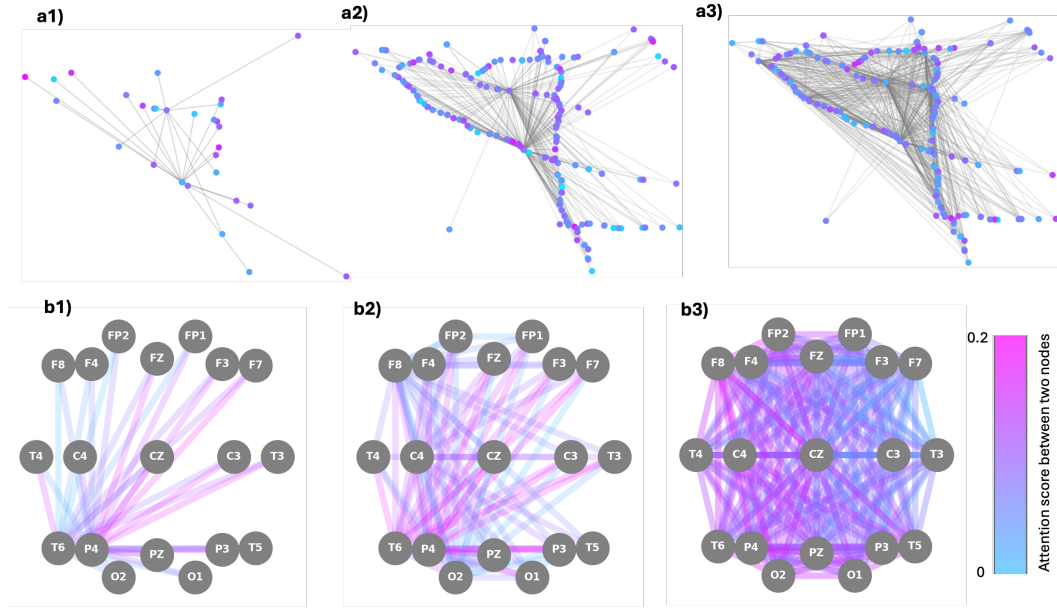 a1)
a2)
a3)
b1)
FP2 FP1
F8 F4 FZ F3 F7
T4 C4 CZ C3 T3
T6 P4 PZ P3 T5
O2 O1
b2)
FP2 FP1
F8 F4 FZ F3 F7
T4 C4 CZ C3 T3
T6 P4 PZ P3 T5
O2 O1
b3)
FP2 FP1
F8 F4 FZ F3 F7
T4 C4 CZ C3 T3
T6 P4 PZ P3 T5
O2 O1
0.2
0
Attention score between two nodes